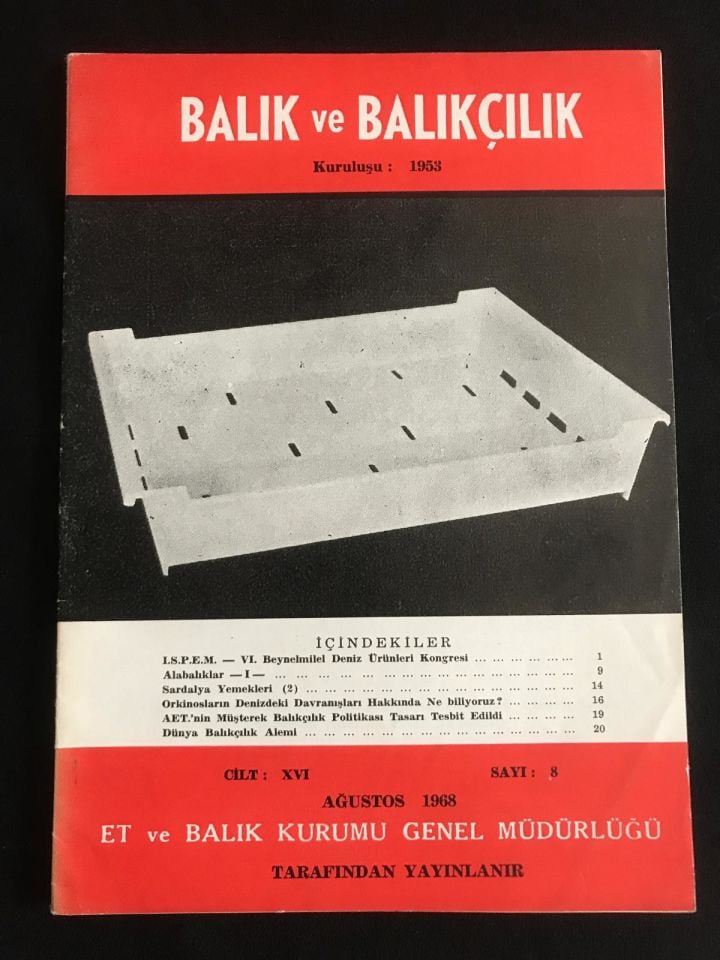 BALIK ve BALIKÇILIK
Kuruluşu : 1953
İÇİNDEKİLER
I.S.P.E.M. — VI. Beynelmilel Deniz Ürünleri Kongresi ... ... ... ... ... ... 1
Alabalıklar —I— ... ... ... ... ... ... ... ... ... ... ... ... ... ... ... ... ... 9
Sardalya Yemekleri (2) ... ... ... ... ... ... ... ... ... ... ... ... ... ... ... 14
Orkinosların Denizdeki Davranışları Hakkında Ne biliyoruz? ... ... ... ... 16
AET.'nin Müşterek Balıkçılık Politikası Tasarı Tesbit Edildi ... ... ... ... 19
Dünya Balıkçılık Alemi ... ... ... ... ... ... ... ... ... ... ... ... ... ... ... 20
CİLT : XVI SAYI : 8
AĞUSTOS 1968
ET ve BALIK KURUMU GENEL MÜDÜRLÜĞÜ
TARAFINDAN YAYINLANIR